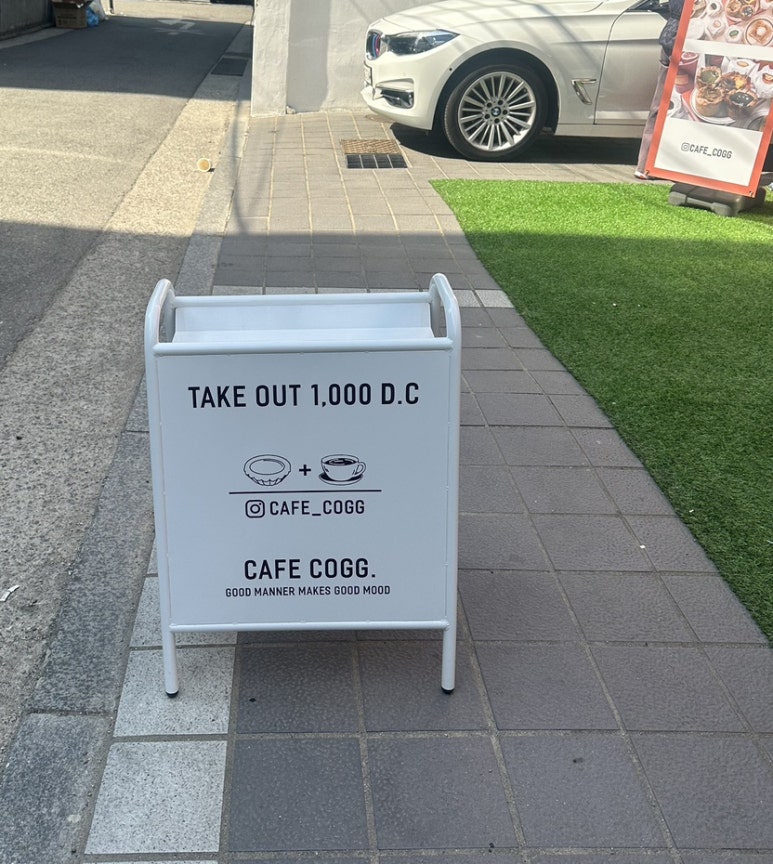 TAKE OUT 1,000 D.C
+
CAFE_COGG
CAFE COGG.
GOOD MANNER MAKES GOOD MOOD
CAFE_COGG